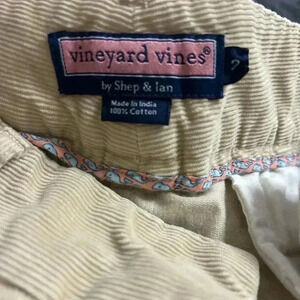 vineyard vines®
by Shep & Ian
Made in India
100% Cotton
2